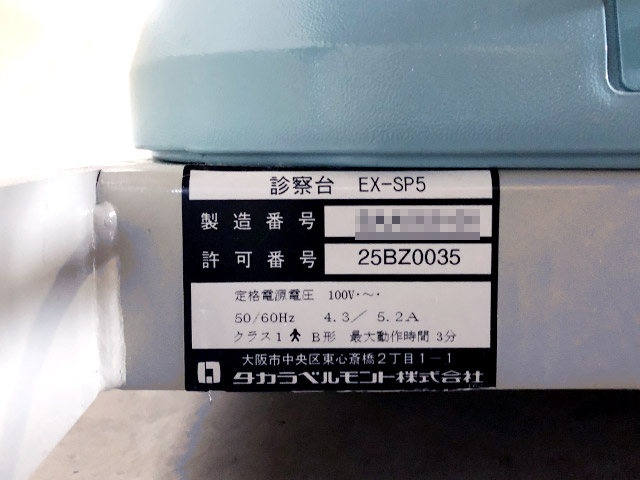 診察台 EX-SP5
製造番号
許可番号 25BZ0035
定格電源電圧 100V・～・
50/60Hz 4.3／5.2A
クラス1 B形 最大動作時間 3分
大阪市中央区東心斎橋2丁目1－1
タカラベルモント株式会社